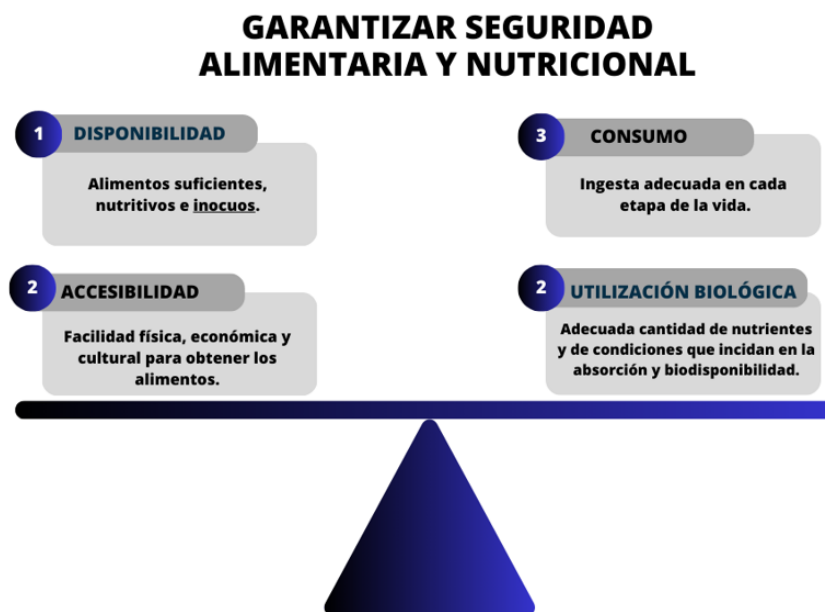 GARANTIZAR SEGURIDAD
ALIMENTARIA Y NUTRICIONAL
1 DISPONIBILIDAD
Alimentos suficientes,
nutritivos e inocuos.
2 ACCESIBILIDAD
Facilidad física, económica y
cultural para obtener los
alimentos.
3 CONSUMO
Ingesta adecuada en cada
etapa de la vida.
2 UTILIZACIÓN BIOLÓGICA
Adecuada cantidad de nutrientes
y de condiciones que incidan en la
absorción y biodisponibilidad.